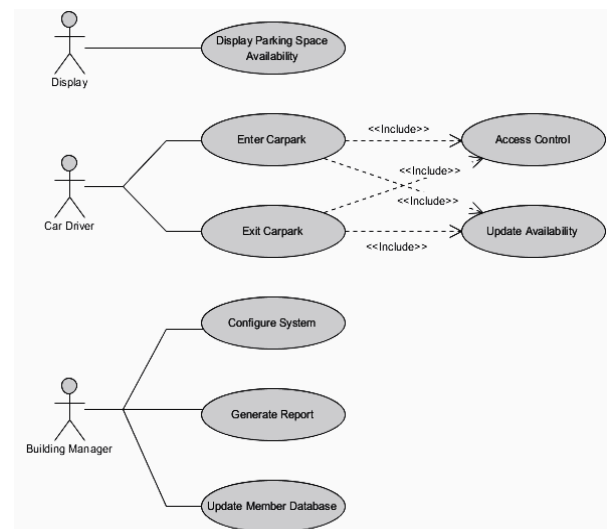 Display Parking Space
Availability
Display
Enter Carpark
<<Include>>
Access Control
<<Include>>
Car Driver
<<Include>>
Exit Carpark
Update Availability
<<Include>>
Configure System
Generate Report
Building Manager
Update Member Database